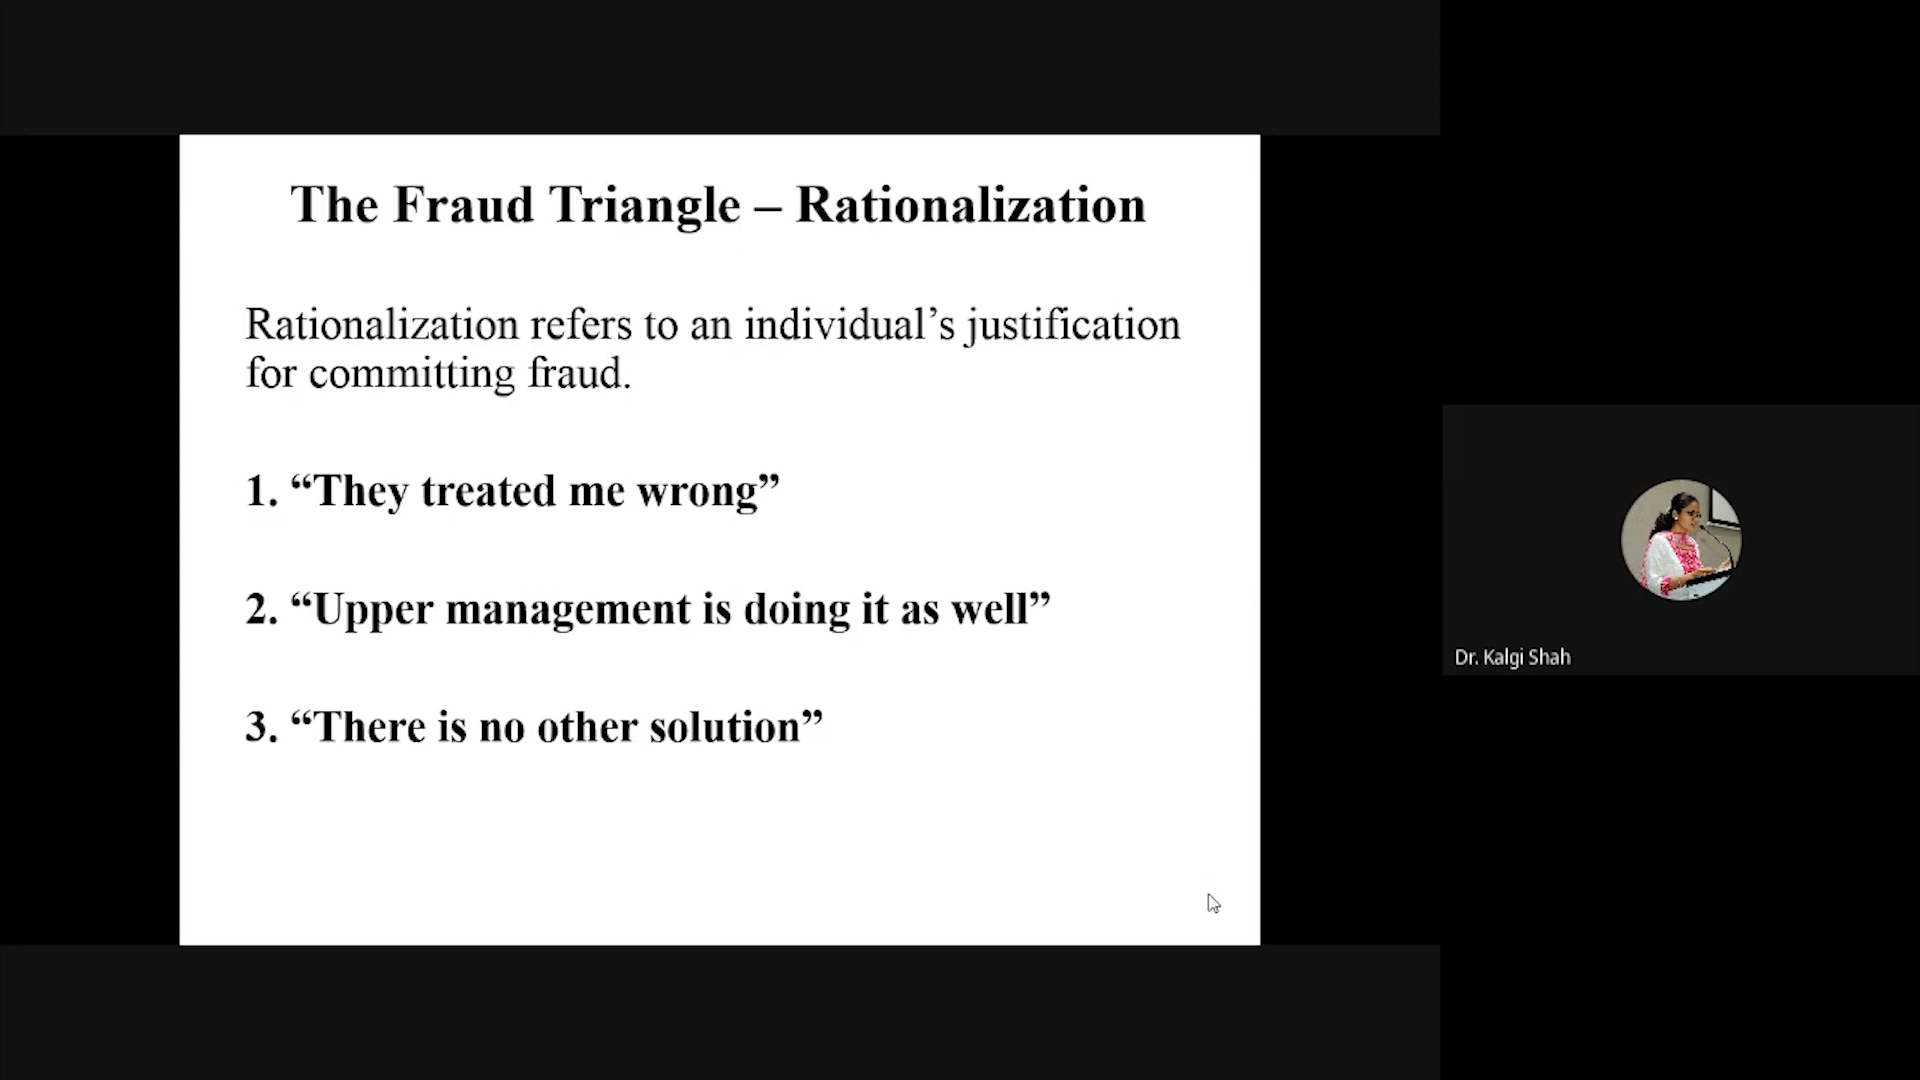 The Fraud Triangle – Rationalization
Rationalization refers to an individual’s justification
for committing fraud.
1. “They treated me wrong”
2. “Upper management is doing it as well”
3. “There is no other solution”
Dr. Kalgi Shah